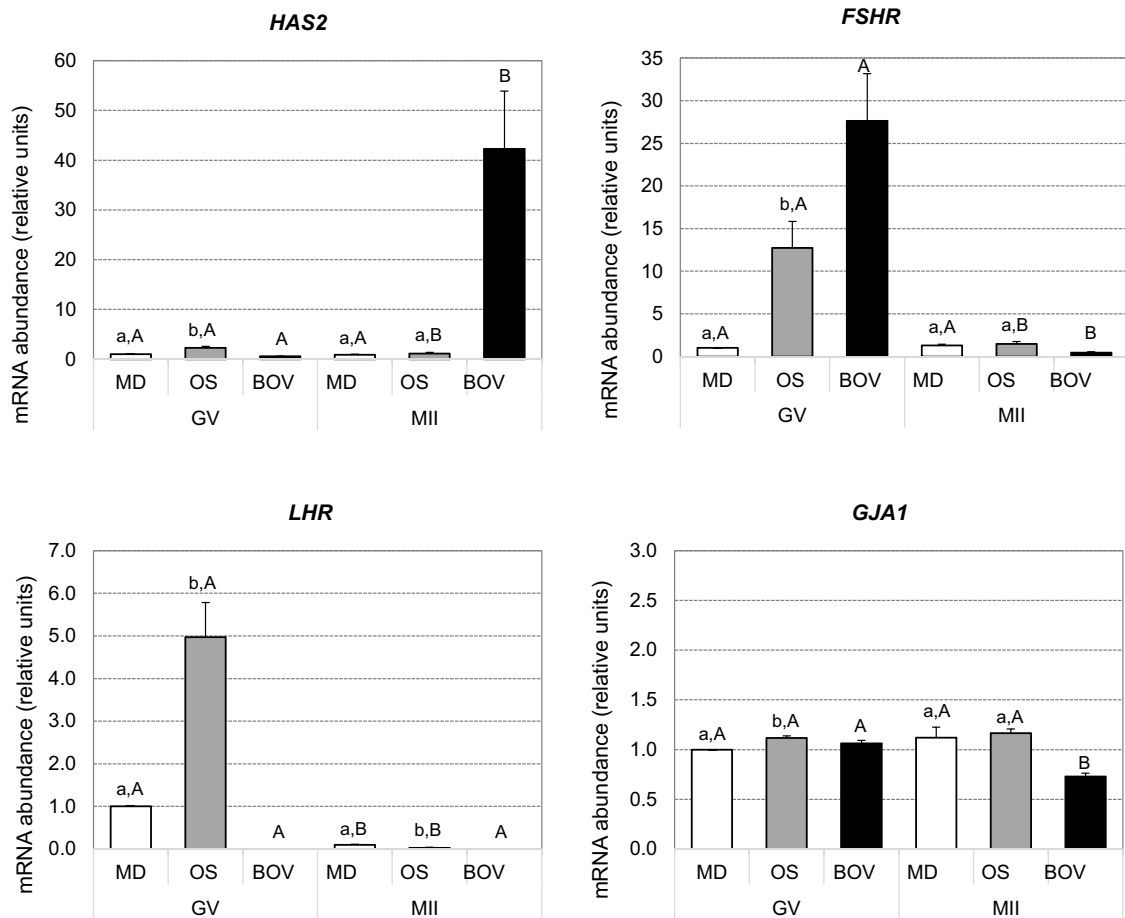 HAS2
mRNA abundance (relative units)
60
50
40
30
20
10
0
a,A
b,A
A
a,A
a,B
B
MD OS BOV MD OS BOV
GV MII
FSHR
mRNA abundance (relative units)
35
30
25
20
15
10
5
0
a,A
b,A
A
a,A
a,B
B
MD OS BOV MD OS BOV
GV MII
LHR
mRNA abundance (relative units)
7.0
6.0
5.0
4.0
3.0
2.0
1.0
0.0
a,A
b,A
A
a,B
b,B
A
MD OS BOV MD OS BOV
GV MII
GJA1
mRNA abundance (relative units)
3.0
2.5
2.0
1.5
1.0
0.5
0.0
a,A
b,A
A
a,A
a,A
B
MD OS BOV MD OS BOV
GV MII